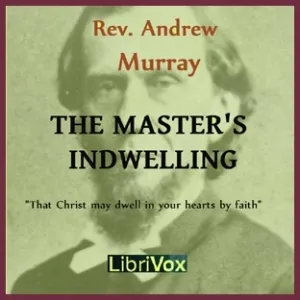 Rev. Andrew
Murray
THE MASTER'S
INDWELLING
"That Christ may dwell in your hearts by faith"
LibriVox